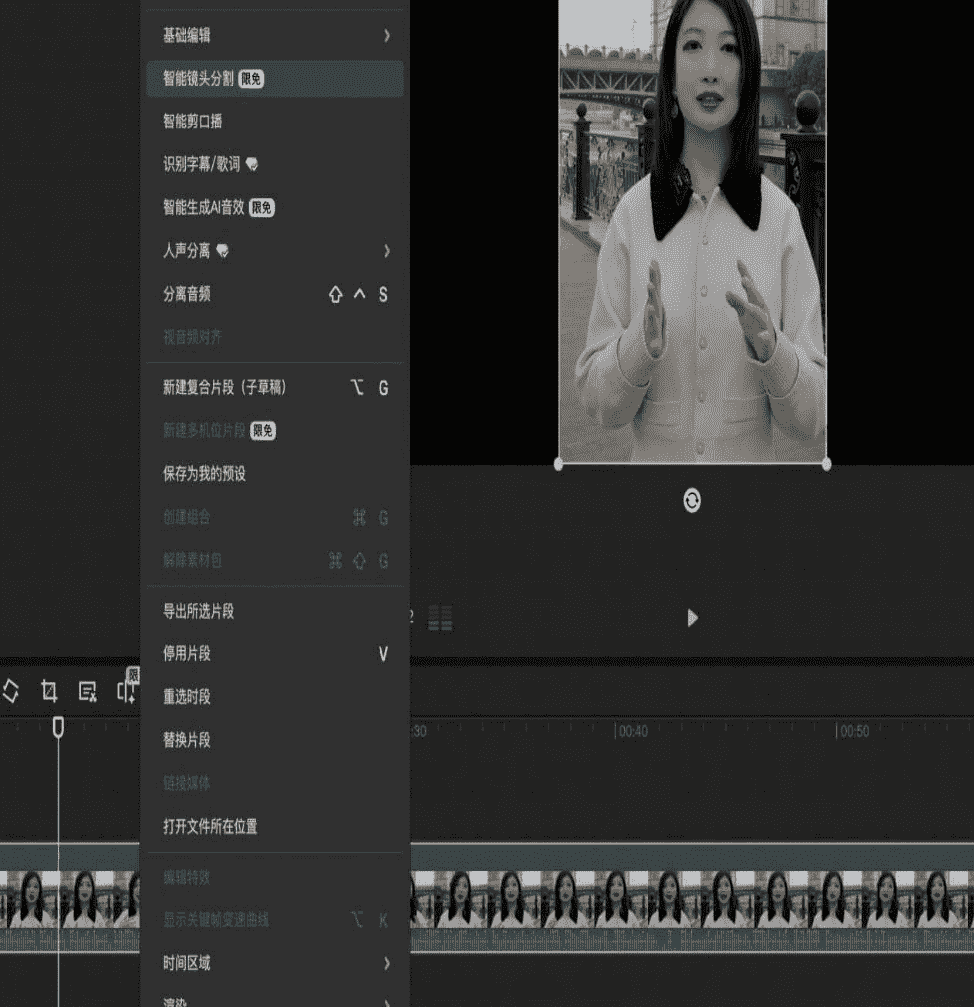 基础编辑
智能镜头分割 限免
智能剪口播
识别字幕/歌词
智能生成AI音效 限免
人声分离
分离音频 ⇧ ^ S
视音频对齐
新建复合片段（子草稿） ⌥ G
新建多机位片段 限免
保存为我的预设
创建组合 ⌘ G
解除素材包 ⌘ ⇧ G
导出所选片段
停用片段 V
重选时段
替换片段
链接媒体
打开文件所在位置
编辑特效
显示关键帧变速曲线 ⌥ K
时间区域
渲染
2
限
:30 00:40 00:50